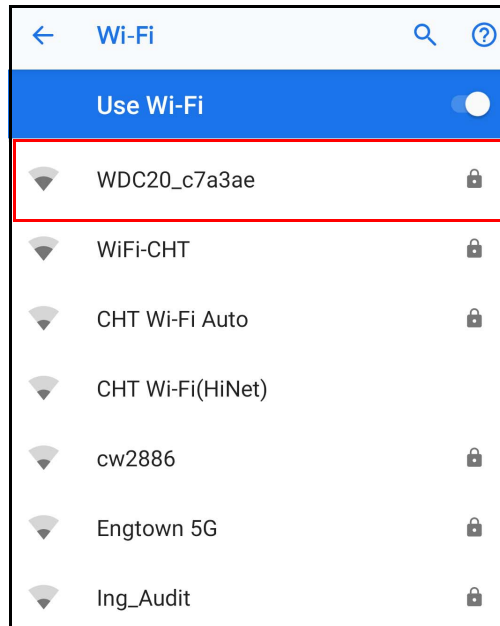 Wi-Fi
Use Wi-Fi
WDC20_c7a3ae
WiFi-CHT
CHT Wi-Fi Auto
CHT Wi-Fi(HiNet)
cw2886
Engtown 5G
Ing_Audit